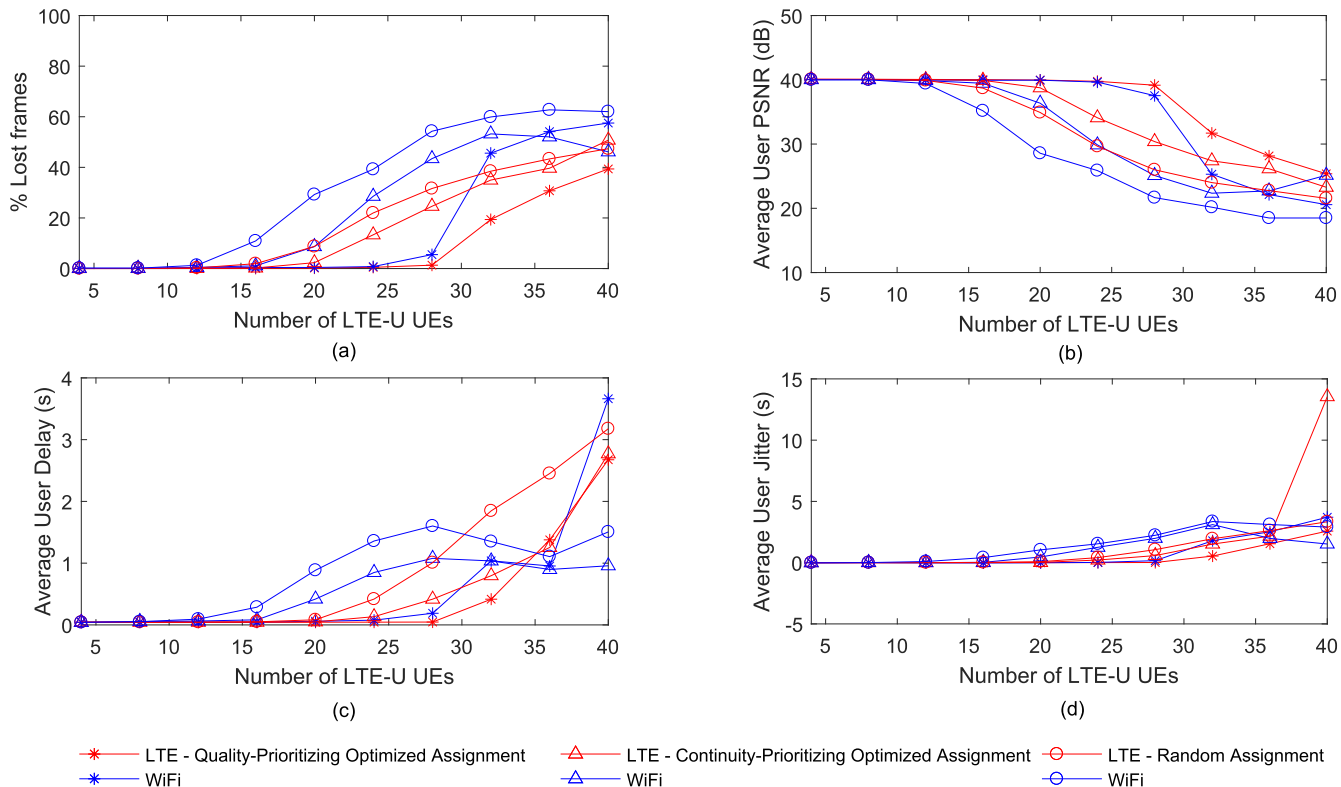 100
80
60
40
20
0
% Lost frames
5 10 15 20 25 30 35 40
Number of LTE-U UEs
(a)
50
40
30
20
10
Average User PSNR (dB)
5 10 15 20 25 30 35 40
Number of LTE-U UEs
(b)
4
3
2
1
0
Average User Delay (s)
5 10 15 20 25 30 35 40
Number of LTE-U UEs
(c)
15
10
5
0
-5
Average User Jitter (s)
5 10 15 20 25 30 35 40
Number of LTE-U UEs
(d)
LTE - Quality-Prioritizing Optimized Assignment
LTE - Continuity-Prioritizing Optimized Assignment
LTE - Random Assignment
WiFi
WiFi
WiFi